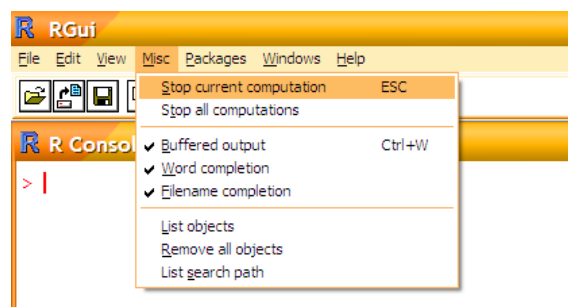 RGui
File Edit View Misc Packages Windows Help
Stop current computation ESC
Stop all computations
R Consol
Buffered output Ctrl+W
Word completion
Filename completion
>
List objects
Remove all objects
List search path